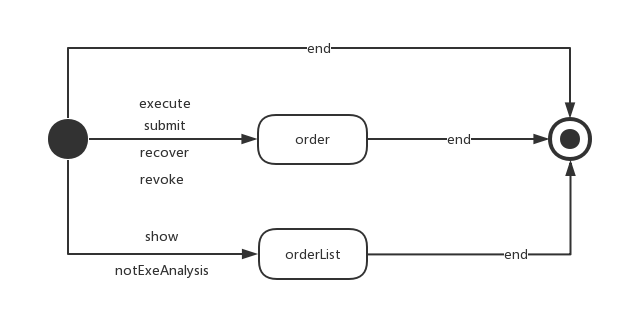 end
execute
submit
recover
revoke
order
end
show
notExeAnalysis
orderList
end